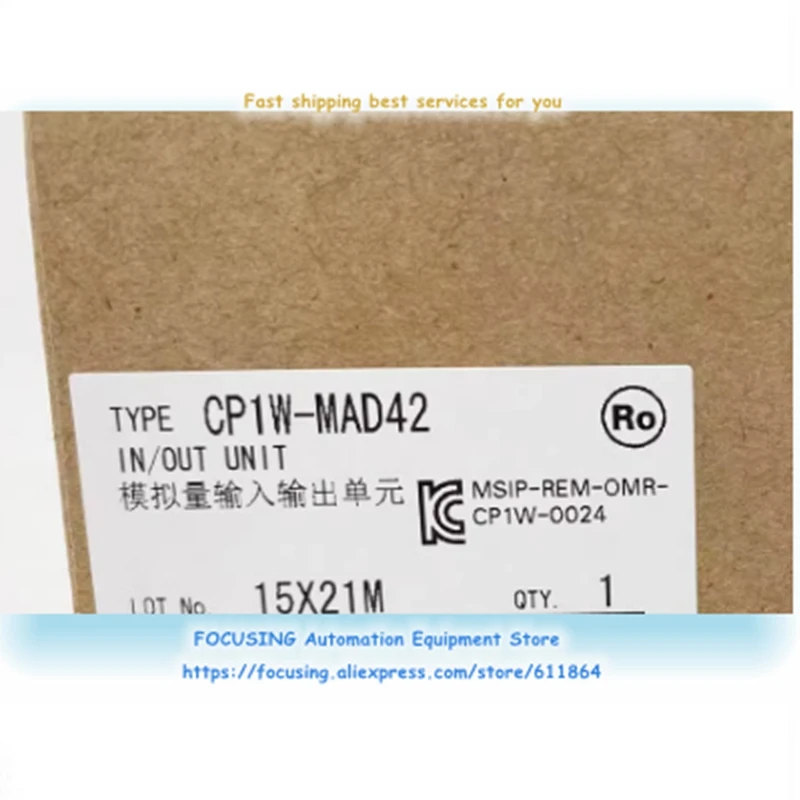 Fast shipping best services for you
TYPE CP1W-MAD42
Ro
IN/OUT UNIT
模拟量输入输出单元
MSIP-REM-OMR-
CP1W-0024
LOT No. 15X21M
QTY. 1
FOCUSING Automation Equipment Store
https://focusing.aliexpress.com/store/611864